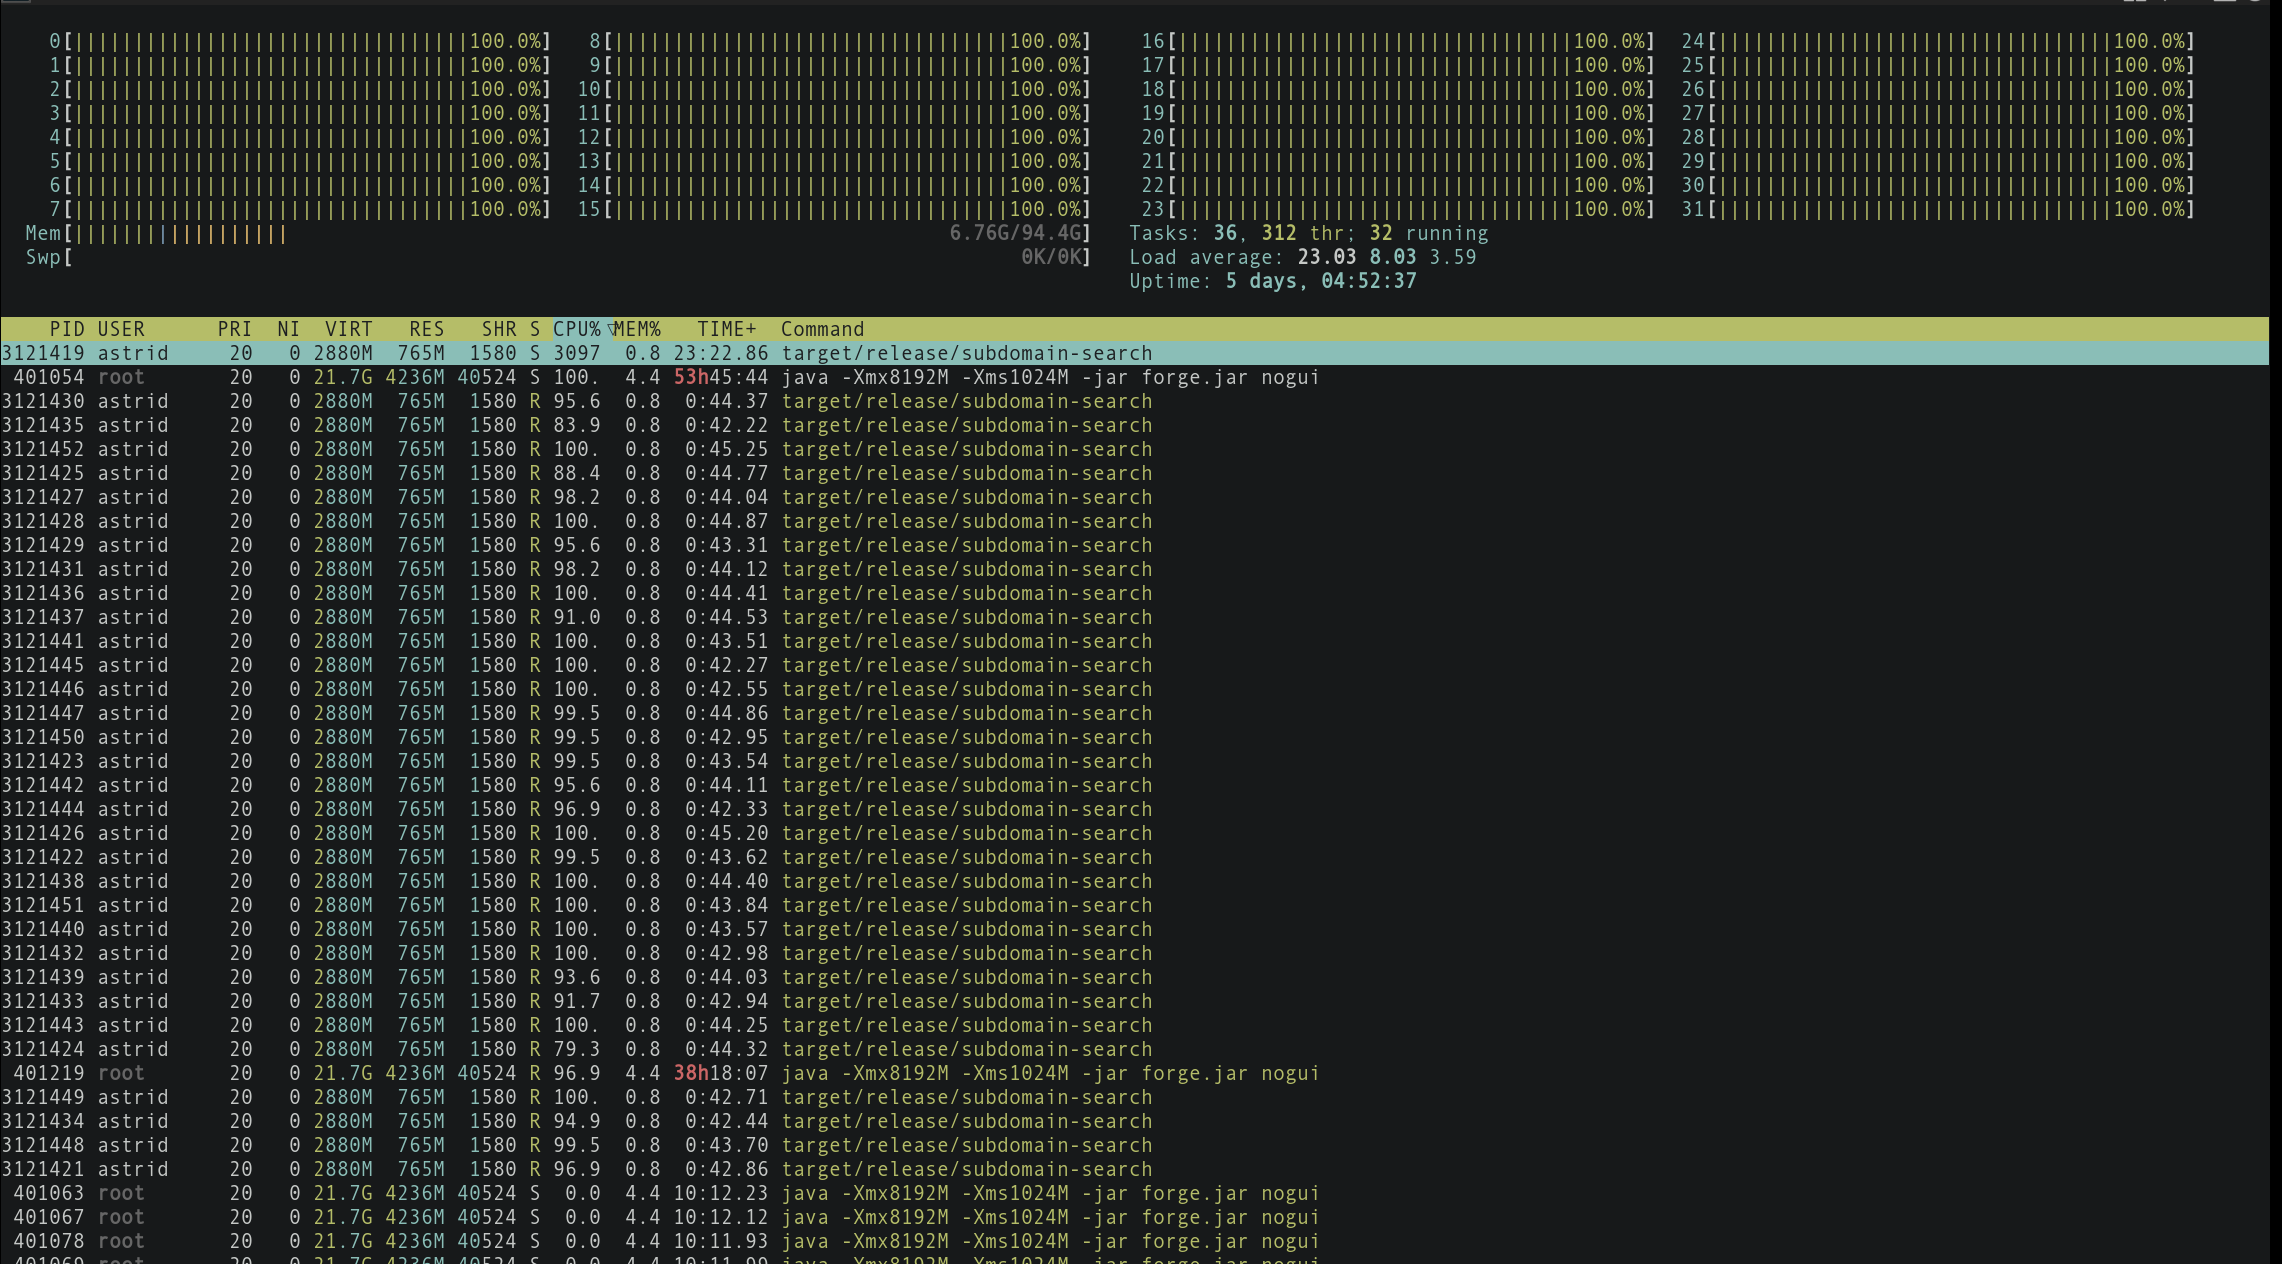 0[||||||||||||||||||||||||||||||||||100.0%] 8[||||||||||||||||||||||||||||||||||100.0%] 16[||||||||||||||||||||||||||||||||||100.0%] 24[||||||||||||||||||||||||||||||||||100.0%]
1[||||||||||||||||||||||||||||||||||100.0%] 9[||||||||||||||||||||||||||||||||||100.0%] 17[||||||||||||||||||||||||||||||||||100.0%] 25[||||||||||||||||||||||||||||||||||100.0%]
2[||||||||||||||||||||||||||||||||||100.0%] 10[||||||||||||||||||||||||||||||||||100.0%] 18[||||||||||||||||||||||||||||||||||100.0%] 26[||||||||||||||||||||||||||||||||||100.0%]
3[||||||||||||||||||||||||||||||||||100.0%] 11[||||||||||||||||||||||||||||||||||100.0%] 19[||||||||||||||||||||||||||||||||||100.0%] 27[||||||||||||||||||||||||||||||||||100.0%]
4[||||||||||||||||||||||||||||||||||100.0%] 12[||||||||||||||||||||||||||||||||||100.0%] 20[||||||||||||||||||||||||||||||||||100.0%] 28[||||||||||||||||||||||||||||||||||100.0%]
5[||||||||||||||||||||||||||||||||||100.0%] 13[||||||||||||||||||||||||||||||||||100.0%] 21[||||||||||||||||||||||||||||||||||100.0%] 29[||||||||||||||||||||||||||||||||||100.0%]
6[||||||||||||||||||||||||||||||||||100.0%] 14[||||||||||||||||||||||||||||||||||100.0%] 22[||||||||||||||||||||||||||||||||||100.0%] 30[||||||||||||||||||||||||||||||||||100.0%]
7[||||||||||||||||||||||||||||||||||100.0%] 15[||||||||||||||||||||||||||||||||||100.0%] 23[||||||||||||||||||||||||||||||||||100.0%] 31[||||||||||||||||||||||||||||||||||100.0%]
Mem[|||||||||||||||||| 6.76G/94.4G] Tasks: 36, 312 thr; 32 running
Swp[ 0K/0K] Load average: 23.03 8.03 3.59
Uptime: 5 days, 04:52:37
PID USER PRI NI VIRT RES SHR S CPU%▽MEM% TIME+ Command
3121419 astrid 20 0 2880M 765M 1580 S 3097 0.8 23:22.86 target/release/subdomain-search
401054 root 20 0 21.7G 4236M 40524 S 100. 4.4 53h45:44 java -Xmx8192M -Xms1024M -jar forge.jar nogui
3121430 astrid 20 0 2880M 765M 1580 R 95.6 0.8 0:44.37 target/release/subdomain-search
3121435 astrid 20 0 2880M 765M 1580 R 83.9 0.8 0:42.22 target/release/subdomain-search
3121452 astrid 20 0 2880M 765M 1580 R 100. 0.8 0:45.25 target/release/subdomain-search
3121425 astrid 20 0 2880M 765M 1580 R 88.4 0.8 0:44.77 target/release/subdomain-search
3121427 astrid 20 0 2880M 765M 1580 R 98.2 0.8 0:44.04 target/release/subdomain-search
3121428 astrid 20 0 2880M 765M 1580 R 100. 0.8 0:44.87 target/release/subdomain-search
3121429 astrid 20 0 2880M 765M 1580 R 95.6 0.8 0:43.31 target/release/subdomain-search
3121431 astrid 20 0 2880M 765M 1580 R 98.2 0.8 0:44.12 target/release/subdomain-search
3121436 astrid 20 0 2880M 765M 1580 R 100. 0.8 0:44.41 target/release/subdomain-search
3121437 astrid 20 0 2880M 765M 1580 R 91.0 0.8 0:44.53 target/release/subdomain-search
3121441 astrid 20 0 2880M 765M 1580 R 100. 0.8 0:43.51 target/release/subdomain-search
3121445 astrid 20 0 2880M 765M 1580 R 100. 0.8 0:42.27 target/release/subdomain-search
3121446 astrid 20 0 2880M 765M 1580 R 100. 0.8 0:42.55 target/release/subdomain-search
3121447 astrid 20 0 2880M 765M 1580 R 99.5 0.8 0:44.86 target/release/subdomain-search
3121450 astrid 20 0 2880M 765M 1580 R 99.5 0.8 0:42.95 target/release/subdomain-search
3121423 astrid 20 0 2880M 765M 1580 R 99.5 0.8 0:43.54 target/release/subdomain-search
3121442 astrid 20 0 2880M 765M 1580 R 95.6 0.8 0:44.11 target/release/subdomain-search
3121444 astrid 20 0 2880M 765M 1580 R 96.9 0.8 0:42.33 target/release/subdomain-search
3121426 astrid 20 0 2880M 765M 1580 R 100. 0.8 0:45.20 target/release/subdomain-search
3121422 astrid 20 0 2880M 765M 1580 R 99.5 0.8 0:43.62 target/release/subdomain-search
3121438 astrid 20 0 2880M 765M 1580 R 100. 0.8 0:44.40 target/release/subdomain-search
3121451 astrid 20 0 2880M 765M 1580 R 100. 0.8 0:43.84 target/release/subdomain-search
3121440 astrid 20 0 2880M 765M 1580 R 100. 0.8 0:43.57 target/release/subdomain-search
3121432 astrid 20 0 2880M 765M 1580 R 100. 0.8 0:42.98 target/release/subdomain-search
3121439 astrid 20 0 2880M 765M 1580 R 93.6 0.8 0:44.03 target/release/subdomain-search
3121433 astrid 20 0 2880M 765M 1580 R 91.7 0.8 0:42.94 target/release/subdomain-search
3121443 astrid 20 0 2880M 765M 1580 R 100. 0.8 0:44.25 target/release/subdomain-search
3121424 astrid 20 0 2880M 765M 1580 R 79.3 0.8 0:44.32 target/release/subdomain-search
401219 root 20 0 21.7G 4236M 40524 R 96.9 4.4 38h18:07 java -Xmx8192M -Xms1024M -jar forge.jar nogui
3121449 astrid 20 0 2880M 765M 1580 R 100. 0.8 0:42.71 target/release/subdomain-search
3121434 astrid 20 0 2880M 765M 1580 R 94.9 0.8 0:42.44 target/release/subdomain-search
3121448 astrid 20 0 2880M 765M 1580 R 99.5 0.8 0:43.70 target/release/subdomain-search
3121421 astrid 20 0 2880M 765M 1580 R 96.9 0.8 0:42.86 target/release/subdomain-search
401063 root 20 0 21.7G 4236M 40524 S 0.0 4.4 10:12.23 java -Xmx8192M -Xms1024M -jar forge.jar nogui
401067 root 20 0 21.7G 4236M 40524 S 0.0 4.4 10:12.12 java -Xmx8192M -Xms1024M -jar forge.jar nogui
401078 root 20 0 21.7G 4236M 40524 S 0.0 4.4 10:11.93 java -Xmx8192M -Xms1024M -jar forge.jar nogui
root 20 0 21.7G 4236M 40524 S 0.0 4.4 java -Xmx8192M -Xms1024M -jar forge.jar nogui